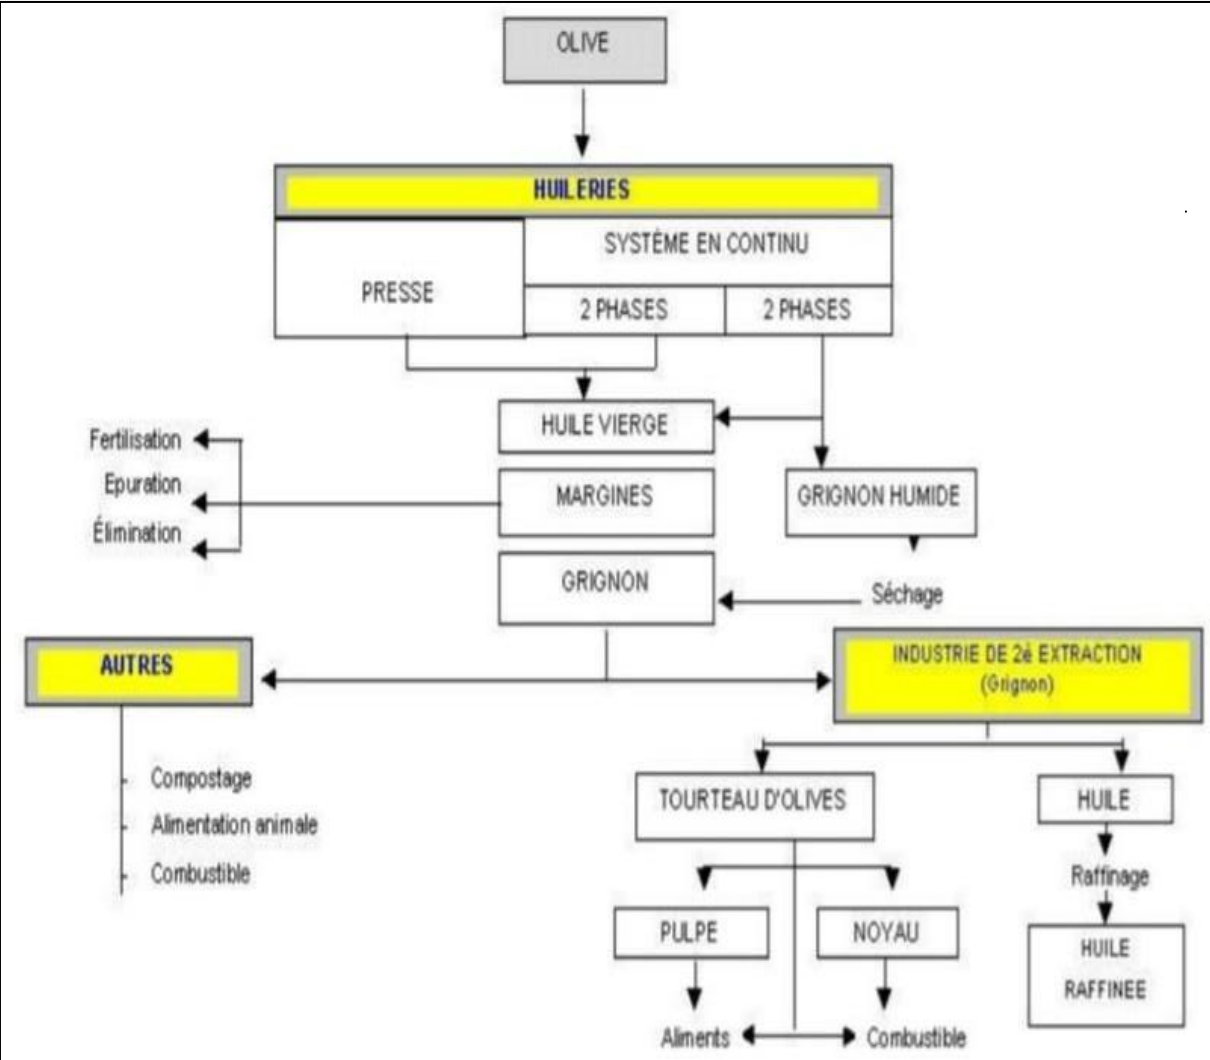 OLIVE
HUILERIES
SYSTÈME EN CONTINU
PRESSE
2 PHASES
2 PHASES
HUILE VIERGE
Fertilisation
Epuration
MARGINES
GRIGNON HUMIDE
Élimination
GRIGNON
Séchage
AUTRES
INDUSTRIE DE 2è EXTRACTION
(Grignon)
Compostage
Alimentation animale
Combustible
TOURTEAU D'OLIVES
HUILE
Raffinage
PULPE
NOYAU
HUILE
RAFFINEE
Aliments
Combustible